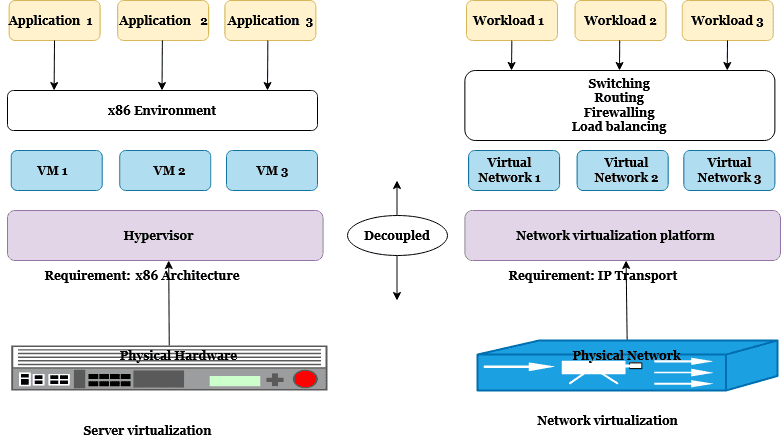 Application 1
Application 2
Application 3
x86 Environment
VM 1
VM 2
VM 3
Hypervisor
Requirement: x86 Architecture
Physical Hardware
Server virtualization
Decoupled
Workload 1
Workload 2
Workload 3
Switching
Routing
Firewalling
Load balancing
Virtual
Network 1
Virtual
Network 2
Virtual
Network 3
Network virtualization platform
Requirement: IP Transport
Physical Network
Network virtualization